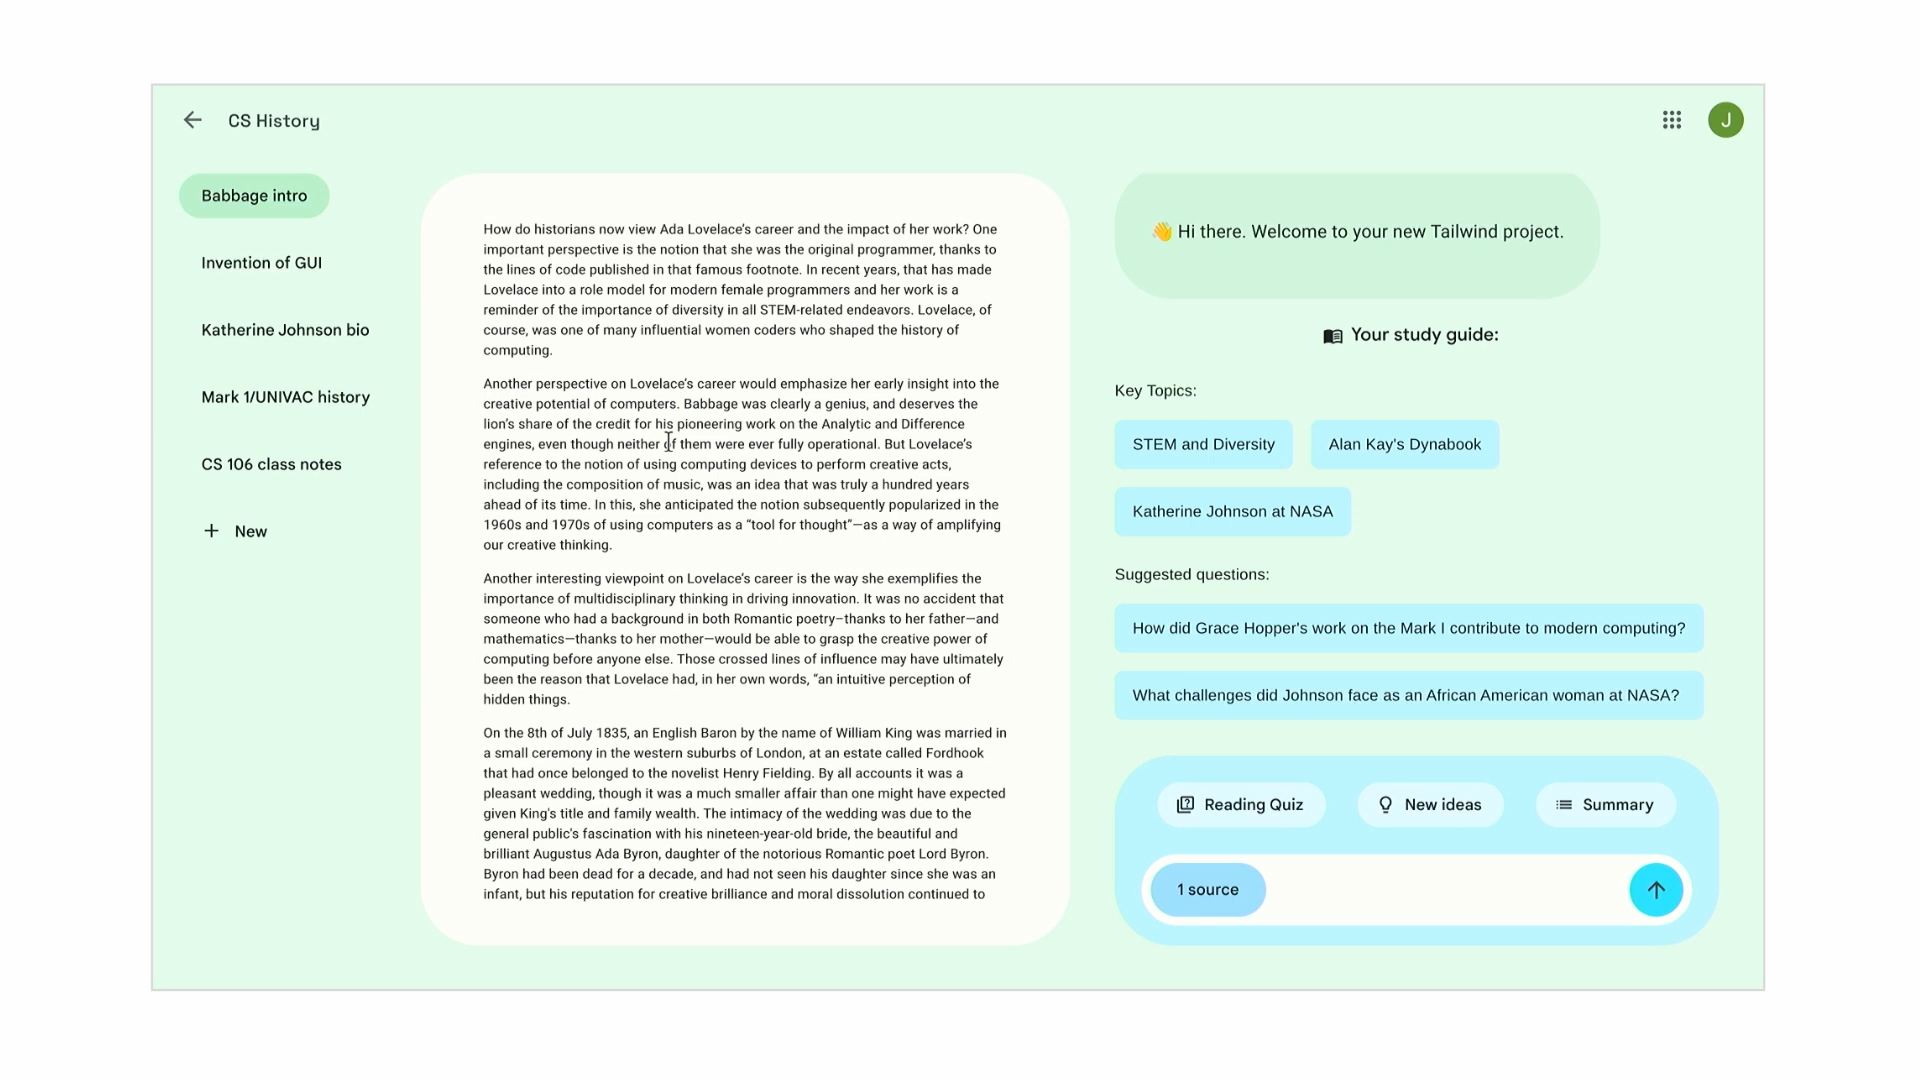 CS History
J
Babbage intro
Invention of GUI
Katherine Johnson bio
Mark 1/UNIVAC history
CS 106 class notes
+ New
How do historians now view Ada Lovelace's career and the impact of her work? One
important perspective is the notion that she was the original programmer, thanks to
the lines of code published in that famous footnote. In recent years, that has made
Lovelace into a role model for modern female programmers and her work is a
reminder of the importance of diversity in all STEM-related endeavors. Lovelace, of
course, was one of many influential women coders who shaped the history of
computing.
Another perspective on Lovelace's career would emphasize her early insight into the
creative potential of computers. Babbage was clearly a genius, and deserves the
lion's share of the credit for his pioneering work on the Analytic and Difference
engines, even though neither of them were ever fully operational. But Lovelace's
reference to the notion of using computing devices to perform creative acts,
including the composition of music, was an idea that was truly a hundred years
ahead of its time. In this, she anticipated the notion subsequently popularized in the
1960s and 1970s of using computers as a “tool for thought”—as a way of amplifying
our creative thinking.
Another interesting viewpoint on Lovelace's career is the way she exemplifies the
importance of multidisciplinary thinking in driving innovation. It was no accident that
someone who had a background in both Romantic poetry–thanks to her father—and
mathematics—thanks to her mother—would be able to grasp the creative power of
computing before anyone else. Those crossed lines of influence may have ultimately
been the reason that Lovelace had, in her own words, “an intuitive perception of
hidden things.
On the 8th of July 1835, an English Baron by the name of William King was married in
a small ceremony in the western suburbs of London, at an estate called Fordhook
that had once belonged to the novelist Henry Fielding. By all accounts it was a
pleasant wedding, though it was a much smaller affair than one might have expected
given King's title and family wealth. The intimacy of the wedding was due to the
general public's fascination with his nineteen-year-old bride, the beautiful and
brilliant Augustus Ada Byron, daughter of the notorious Romantic poet Lord Byron.
Byron had been dead for a decade, and had not seen his daughter since she was an
infant, but his reputation for creative brilliance and moral dissolution continued to
👋 Hi there. Welcome to your new Tailwind project.
Your study guide:
Key Topics:
STEM and Diversity
Alan Kay's Dynabook
Katherine Johnson at NASA
Suggested questions:
How did Grace Hopper's work on the Mark I contribute to modern computing?
What challenges did Johnson face as an African American woman at NASA?
Reading Quiz
New ideas
Summary
1 source